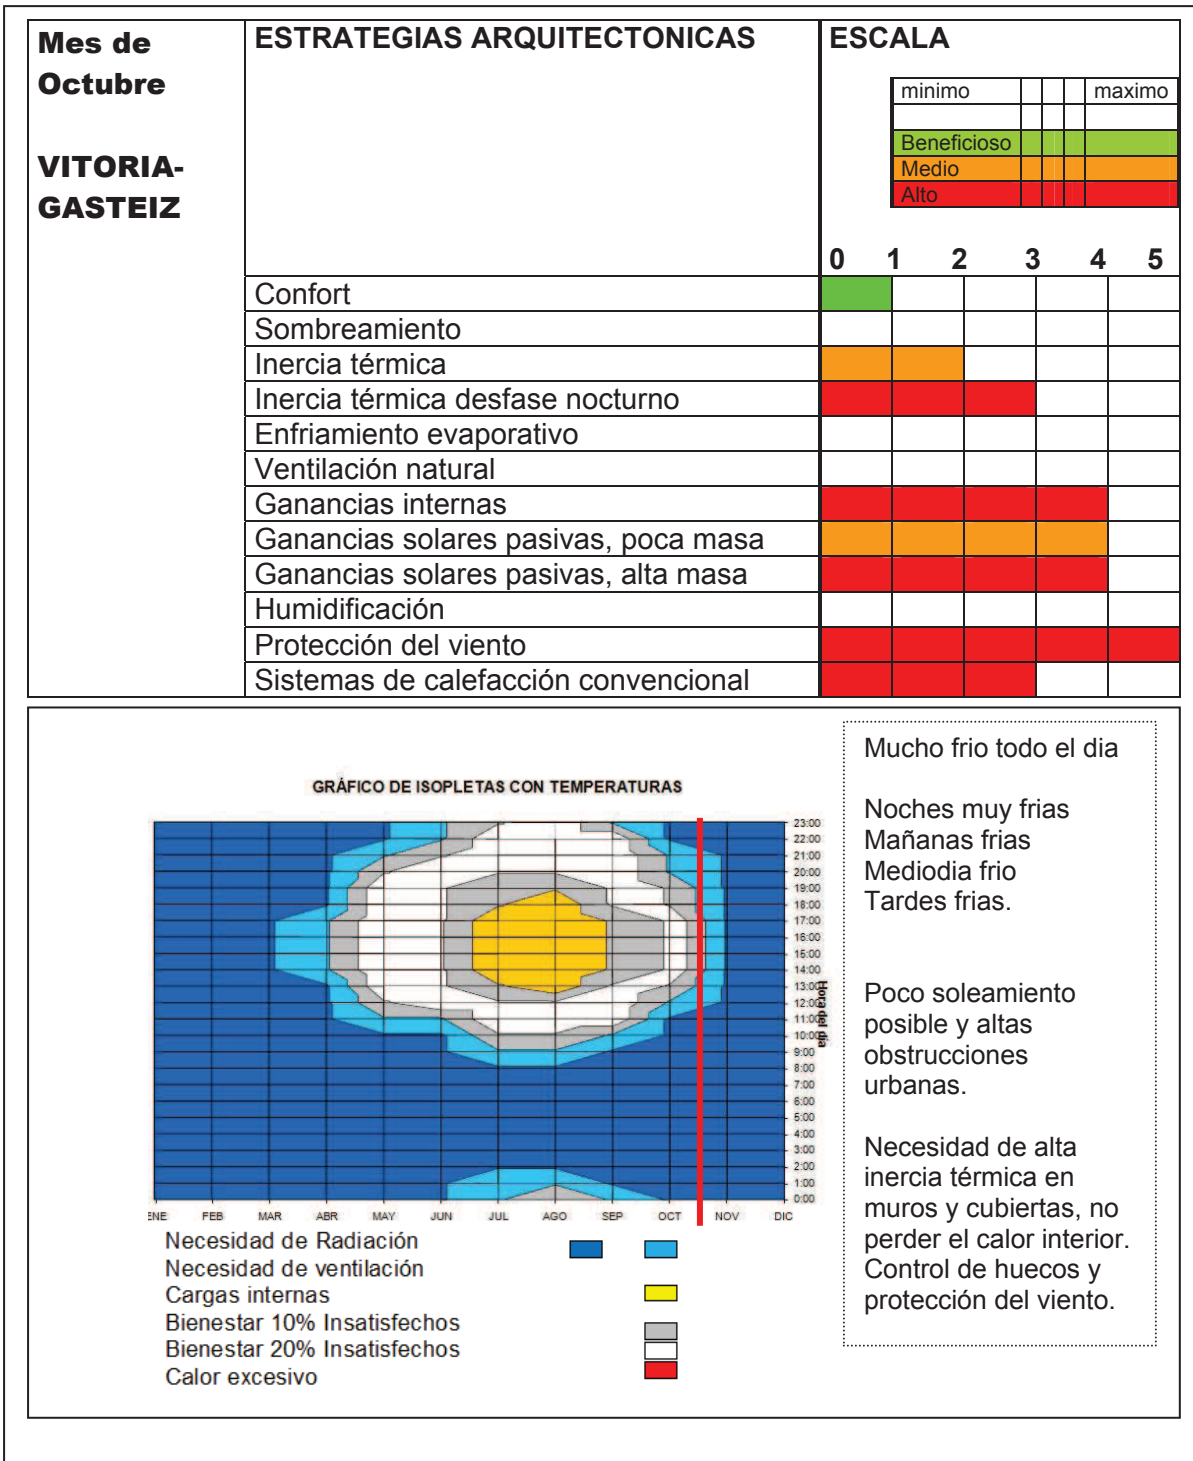 Mes de
Octubre
VITORIA-
GASTEIZ
ESTRATEGIAS ARQUITECTONICAS
ESCALA
minimo maximo
Beneficioso
Medio
Alto
0 1 2 3 4 5
Confort
Sombreamiento
Inercia térmica
Inercia térmica desfase nocturno
Enfriamiento evaporativo
Ventilación natural
Ganancias internas
Ganancias solares pasivas, poca masa
Ganancias solares pasivas, alta masa
Humidificación
Protección del viento
Sistemas de calefacción convencional
GRÁFICO DE ISOPLETAS CON TEMPERATURAS
23:00
22:00
21:00
20:00
19:00
18:00
17:00
16:00
15:00
14:00
13:00
12:00
11:00
10:00
9:00
8:00
7:00
6:00
5:00
4:00
3:00
2:00
1:00
0:00
Hora del día
ENE FEB MAR ABR MAY JUN JUL AGO SEP OCT NOV DIC
Necesidad de Radiación
Necesidad de ventilación
Cargas internas
Bienestar 10% Insatisfechos
Bienestar 20% Insatisfechos
Calor excesivo
Mucho frio todo el dia
Noches muy frias
Mañanas frias
Mediodia frio
Tardes frias.
Poco soleamiento
posible y altas
obstrucciones
urbanas.
Necesidad de alta
inercia térmica en
muros y cubiertas, no
perder el calor interior.
Control de huecos y
protección del viento.